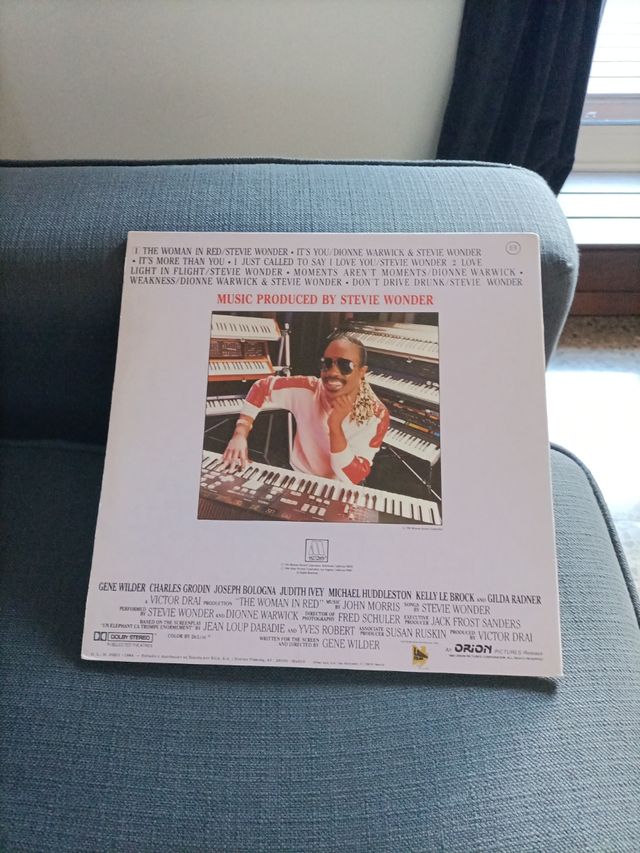 1 THE WOMAN IN RED/STEVIE WONDER • IT'S YOU/DIONNE WARWICK & STEVIE WONDER
• IT'S MORE THAN YOU • I JUST CALLED TO SAY I LOVE YOU/STEVIE WONDER 2 LOVE
LIGHT IN FLIGHT/STEVIE WONDER • MOMENTS AREN'T MOMENTS/DIONNE WARWICK •
WEAKNESS/DIONNE WARWICK & STEVIE WONDER • DON'T DRIVE DRUNK/STEVIE WONDER
MUSIC PRODUCED BY STEVIE WONDER
GENE WILDER CHARLES GRODIN JOSEPH BOLOGNA JUDITH IVEY MICHAEL HUDDLESTON KELLY LE BROCK AND GILDA RADNER
A VICTOR DRAI PRODUCTION "THE WOMAN IN RED" MUSIC BY JOHN MORRIS SONGS BY STEVIE WONDER
PERFORMED BY STEVIE WONDER AND DIONNE WARWICK DIRECTOR OF PHOTOGRAPHY FRED SCHULER EXECUTIVE PRODUCER JACK FROST SANDERS
BASED ON THE SCREENPLAY "UN ELEPHANT CA TROMPE ENORMEMENT" BY JEAN LOUP DABADIE AND YVES ROBERT ASSOCIATE PRODUCER SUSAN RUSKIN PRODUCED BY VICTOR DRAI
DOLBY STEREO IN SELECTED THEATRES COLOR BY DeLuxe WRITTEN FOR THE SCREEN AND DIRECTED BY GENE WILDER AN ORION PICTURES Release